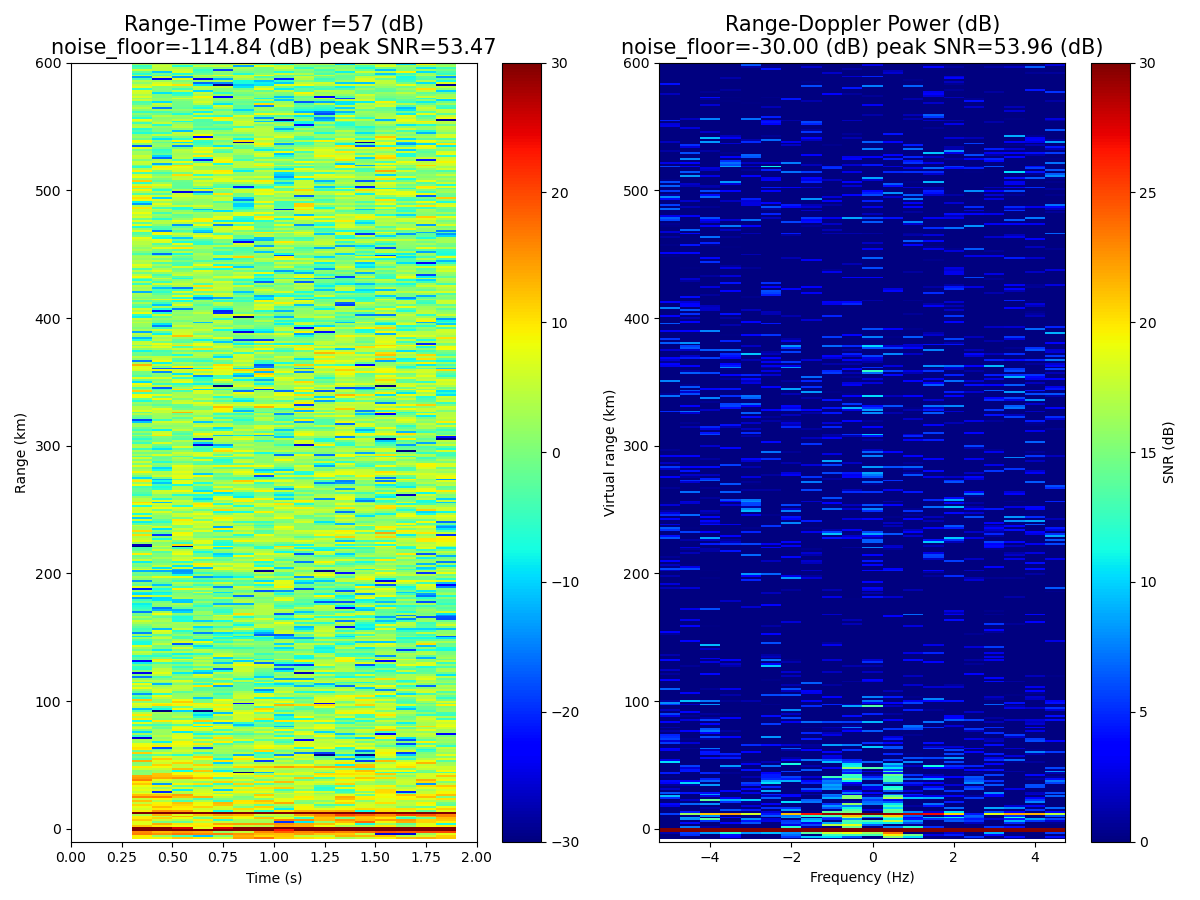 Range-Time Power f=57 (dB)
noise_floor=-114.84 (dB) peak SNR=53.47
Range (km)
600
500
400
300
200
100
0
0.00 0.25 0.50 0.75 1.00 1.25 1.50 1.75 2.00
Time (s)
30
20
10
0
−10
−20
−30
Range-Doppler Power (dB)
noise_floor=-30.00 (dB) peak SNR=53.96 (dB)
Virtual range (km)
600
500
400
300
200
100
0
−4 −2 0 2 4
Frequency (Hz)
30
25
20
15
10
5
0
SNR (dB)